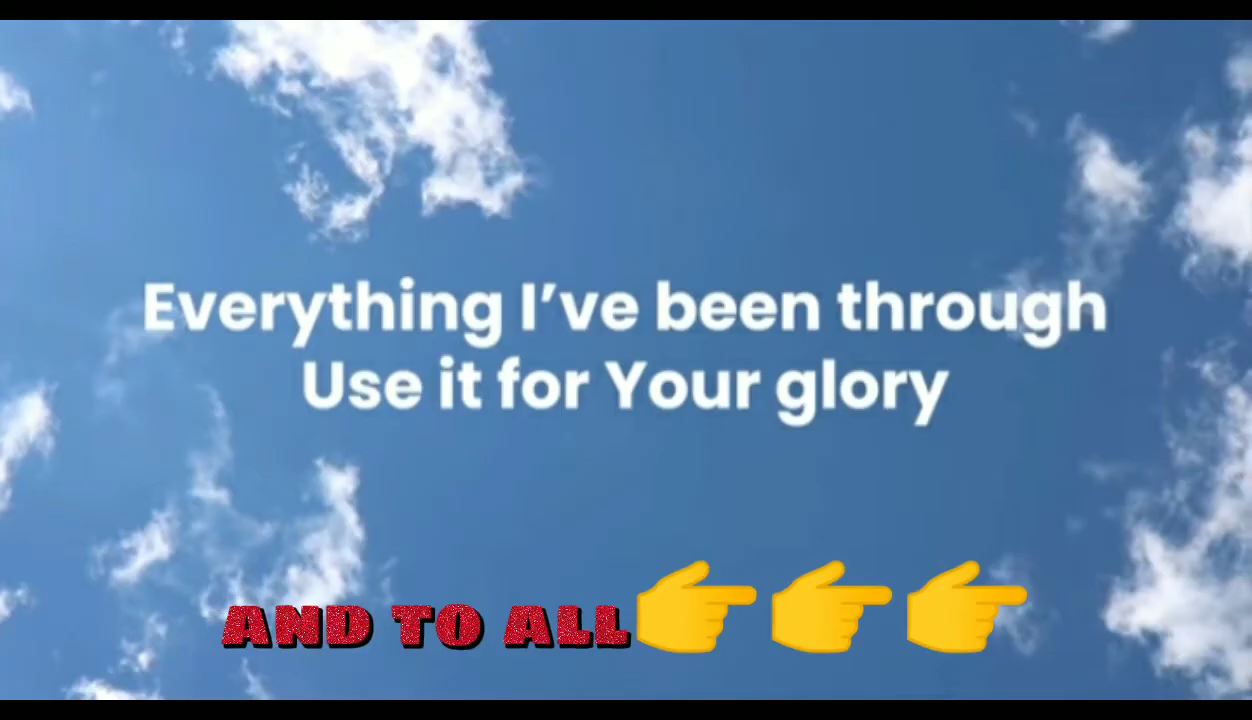 Everything I’ve been through
Use it for Your glory
AND TO ALL👉👉👉